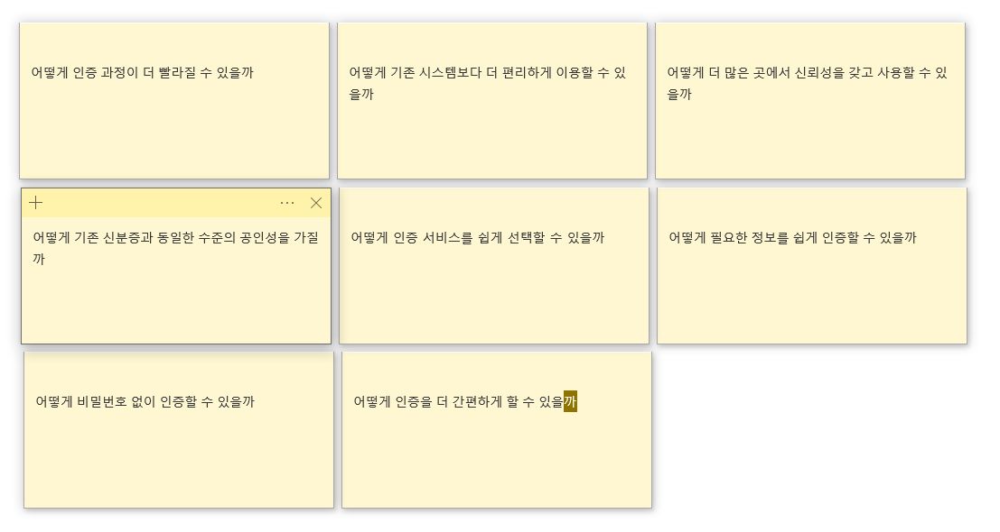 어떻게 인증 과정이 더 빨라질 수 있을까
어떻게 기존 시스템보다 더 편리하게 이용할 수 있
을까
어떻게 더 많은 곳에서 신뢰성을 갖고 사용할 수 있
을까
어떻게 기존 신분증과 동일한 수준의 공인성을 가질
까
어떻게 인증 서비스를 쉽게 선택할 수 있을까
어떻게 필요한 정보를 쉽게 인증할 수 있을까
어떻게 비밀번호 없이 인증할 수 있을까
어떻게 인증을 더 간편하게 할 수 있을까